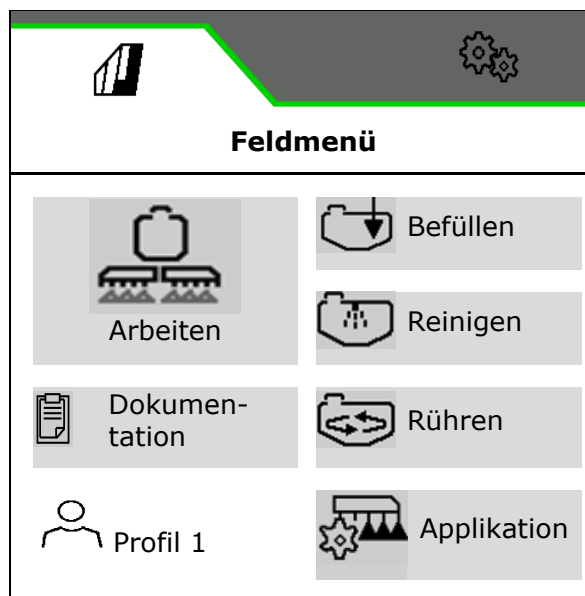 Feldmenü
Arbeiten
Befüllen
Reinigen
Dokumen-
tation
Rühren
Profil 1
Applikation